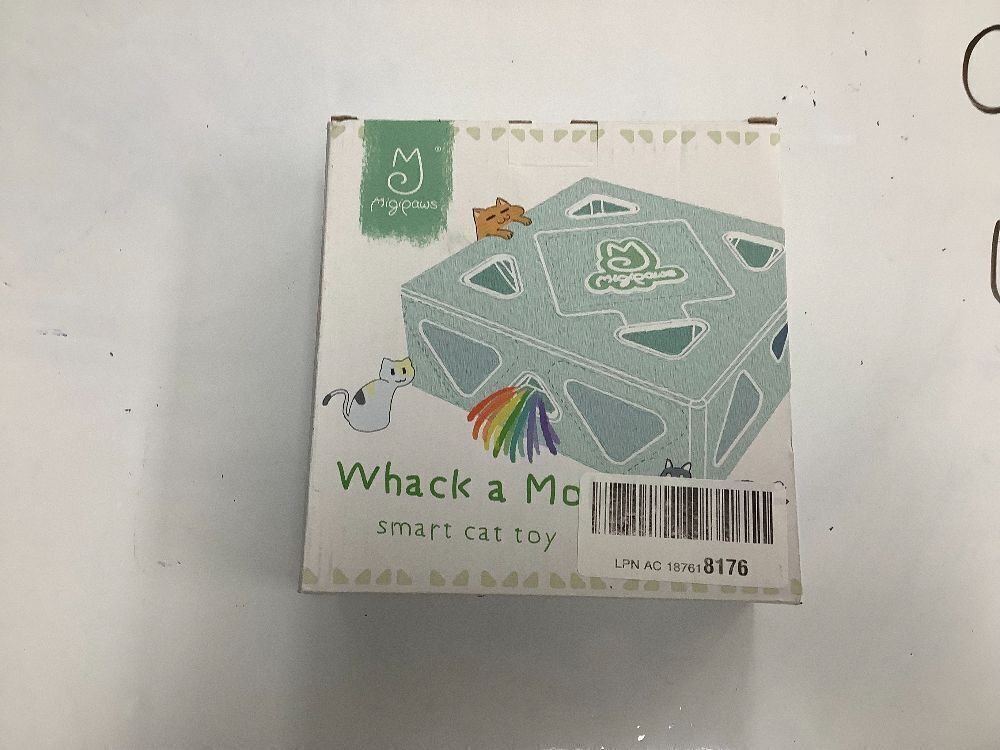 Migipaws
Migipaws
Whack a Mo
smart cat toy
LPN AC 187618176